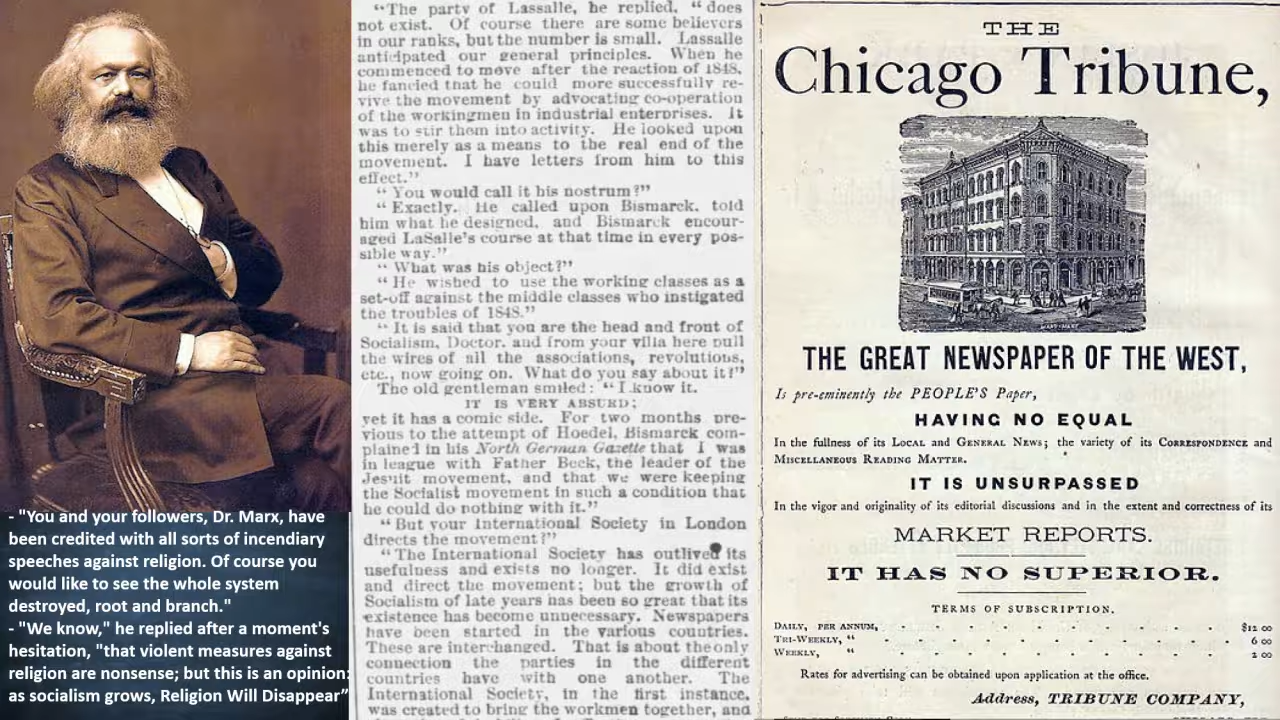 - "You and your followers, Dr. Marx, have
been credited with all sorts of incendiary
speeches against religion. Of course you
would like to see the whole system
destroyed, root and branch."
- "We know," he replied after a moment's
hesitation, "that violent measures against
religion are nonsense; but this is an opinion:
as socialism grows, Religion Will Disappear”
“The party of Lassalle, he replied, “does
not exist. Of course there are some believers
in our ranks, but the number is small. Lassalle
anticipated our general principles. When he
commenced to move after the reaction of 1848,
he fancied that he could more successfully re-
vive the movement by advocating co-operation
of the workingmen in industrial enterprises. It
was to stir them into activity. He looked upon
this merely as a means to the real end of the
movement. I have letters from him to this
effect.”
“You would call it his nostrum?”
“Exactly. He called upon Bismarck, told
him what he designed, and Bismarck encour-
aged LaSalle's course at that time in every pos-
sible way.”
“What was his object?”
“He wished to use the working classes as a
set-off against the middle classes who instigated
the troubles of 1848.”
“It is said that you are the head and front of
Socialism, Doctor, and from your villa here pull
the wires of all the associations, revolutions,
etc., now going on. What do you say about it?”
The old gentleman smiled: “I know it.
IT IS VERY ABSURD;
yet it has a comic side. For two months pre-
vious to the attempt of Hoedel, Bismarck com-
plained in his North German Gazette that I was
in league with Father Beck, the leader of the
Jesuit movement, and that we were keeping
the Socialist movement in such a condition that
he could do nothing with it.”
“But your International Society in London
directs the movement?”
“The International Society has outlived its
usefulness and exists no longer. It did exist
and direct the movement; but the growth of
Socialism of late years has been so great that its
existence has become unnecessary. Newspapers
have been started in the various countries.
These are interchanged. That is about the only
connection the parties in the different
countries have with one another. The
International Society, in the first instance,
was created to bring the workmen together, and
THE
Chicago Tribune,
THE GREAT NEWSPAPER OF THE WEST,
Is pre-eminently the PEOPLE'S Paper,
HAVING NO EQUAL
In the fullness of its LOCAL and GENERAL NEWS; the variety of its CORRESPONDENCE and
MISCELLANEOUS READING MATTER.
IT IS UNSURPASSED
In the vigor and originality of its editorial discussions and in the extent and correctness of its
MARKET REPORTS.
IT HAS NO SUPERIOR.
TERMS OF SUBSCRIPTION.
DAILY, PER ANNUM, - - - - - - - - - $12 00
TRI-WEEKLY, “ - - - - - - - - - 6 00
WEEKLY, “ - - - - - - - - - 2 00
Rates for advertising can be obtained upon application at the office.
Address, TRIBUNE COMPANY,